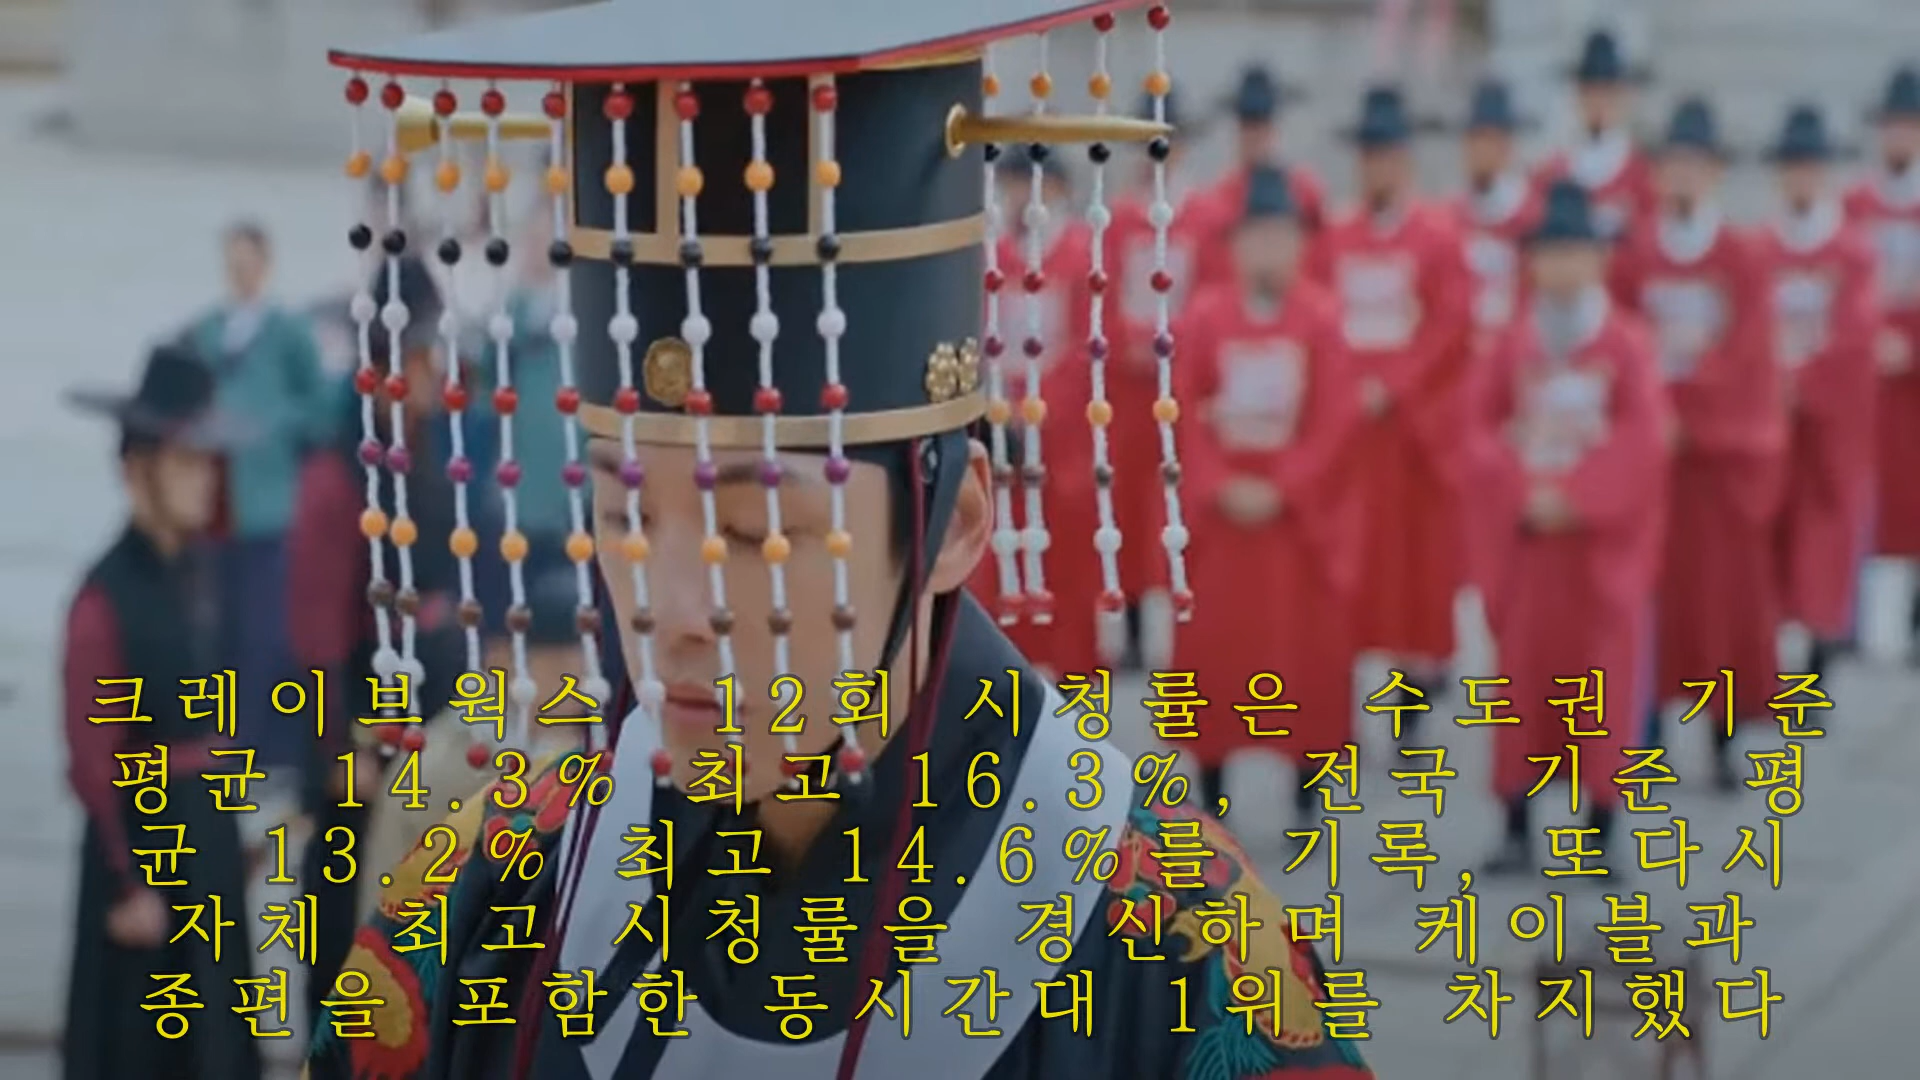 크레이브웍스 12회 시청률은 수도권 기준
평균 14.3% 최고 16.3%, 전국 기준 평
균 13.2% 최고 14.6%를 기록, 또다시
자체 최고 시청률을 경신하며 케이블과
종편을 포함한 동시간대 1위를 차지했다